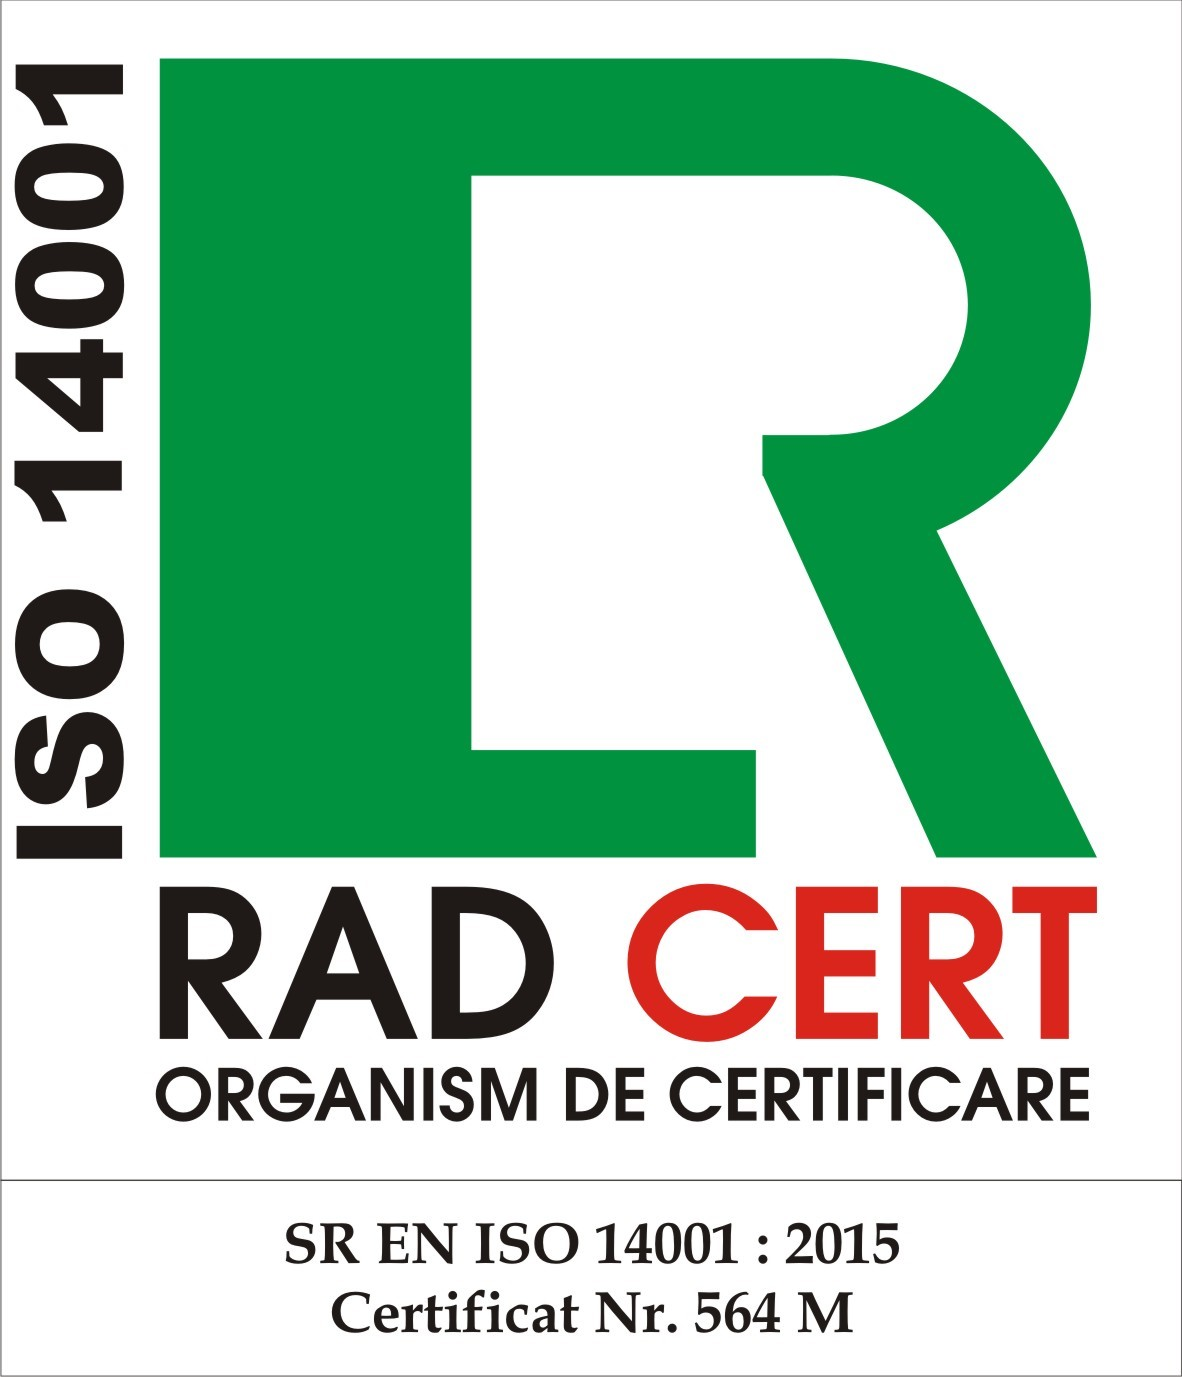 ISO 14001
RAD CERT
ORGANISM DE CERTIFICARE
SR EN ISO 14001 : 2015
Certificat Nr. 564 M